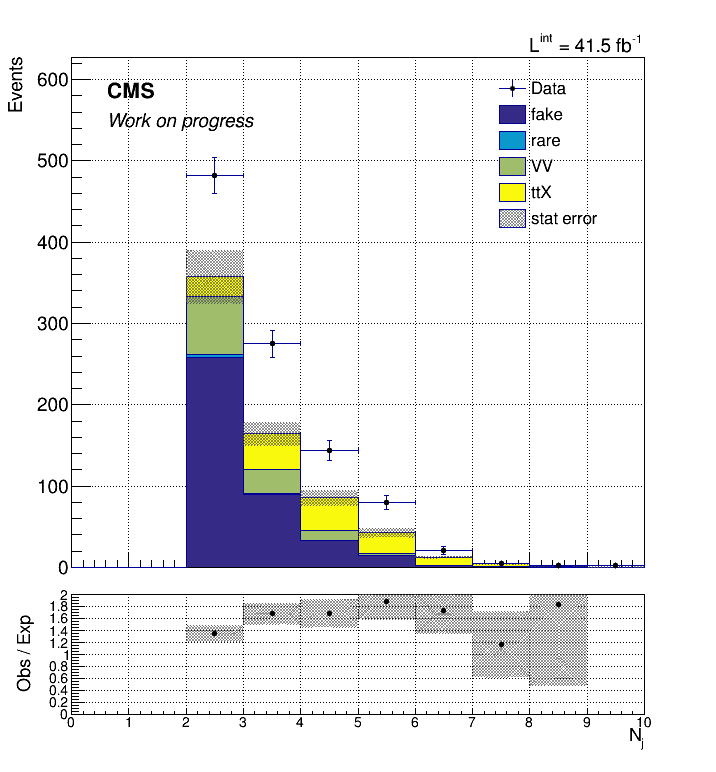 L^int = 41.5 fb^-1
Events
600
500
400
300
200
100
0
CMS
Work on progress
Data
fake
rare
VV
ttX
stat error
Obs / Exp
2
1.8
1.6
1.4
1.2
1
0.8
0.6
0.4
0.2
0
0 1 2 3 4 5 6 7 8 9 10
N_j